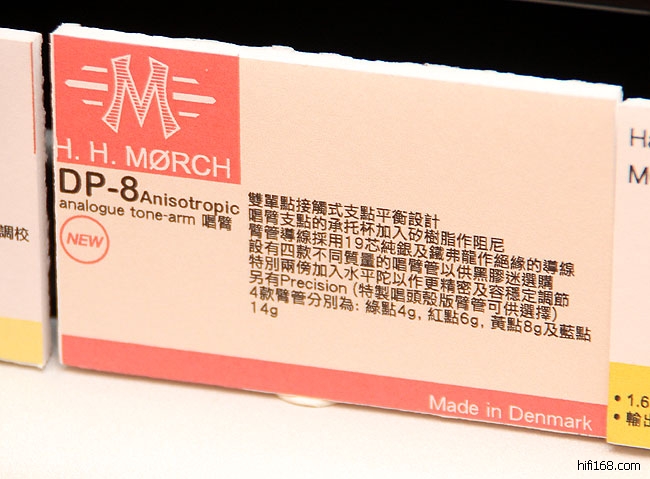 M
H. H. MØRCH
DP-8 Anisotropic
analogue tone-arm 唱臂
NEW
雙單點接觸式支點平衡設計
唱臂支點的承托杯加入矽樹脂作阻尼
臂管導線採用19芯純銀及鐵弗龍作絕緣的導線
設有四款不同質量的唱臂管以供黑膠迷選購
特別兩傍加入水平陀以作更精密及容穩定調節
另有Precision (特製唱頭殼版臂管可供選擇)
4款臂管分別為: 綠點4g, 紅點6g, 黃點8g及藍點
14g
Made in Denmark
調校
Ha
M
• 1.6
• 輸出
hifi168.com